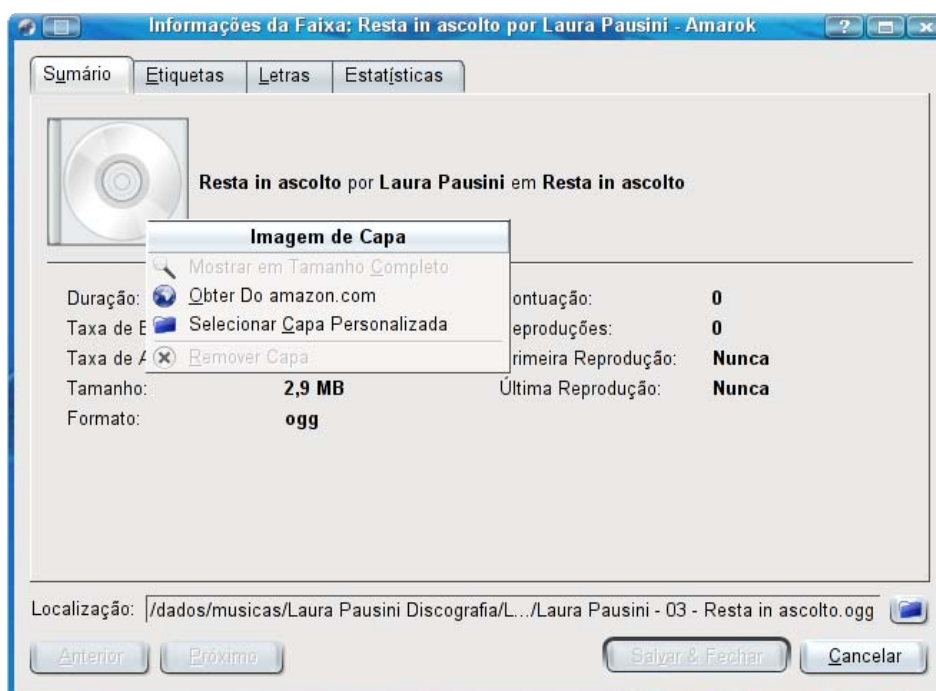 Informações da Faixa: Resta in ascolto por Laura Pausini - Amarok
Sumário Etiquetas Letras Estatísticas
Resta in ascolto por Laura Pausini em Resta in ascolto
Imagem de Capa
Mostrar em Tamanho Completo
Duração: Obter Do amazon.com ontuação: 0
Taxa de Selecionar Capa Personalizada eproduções: 0
Taxa de Remover Capa rimeira Reprodução: Nunca
Tamanho: 2,9 MB Última Reprodução: Nunca
Formato: ogg
Localização: /dados/musicas/Laura Pausini Discografia/L.../Laura Pausini - 03 - Resta in ascolto.ogg
Anterior Próximo Salvar & Fechar Cancelar